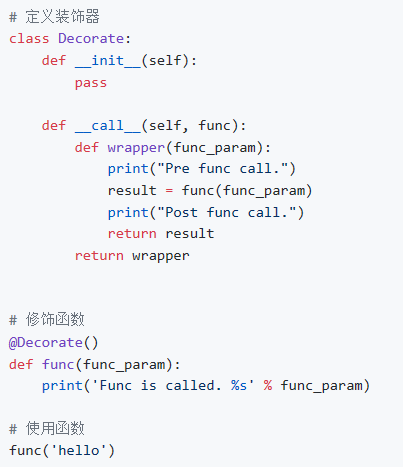 # 定义装饰器
class Decorate:
    def __init__(self):
        pass

    def __call__(self, func):
        def wrapper(func_param):
            print("Pre func call.")
            result = func(func_param)
            print("Post func call.")
            return result
        return wrapper


# 修饰函数
@Decorate()
def func(func_param):
    print('Func is called. %s' % func_param)

# 使用函数
func('hello')